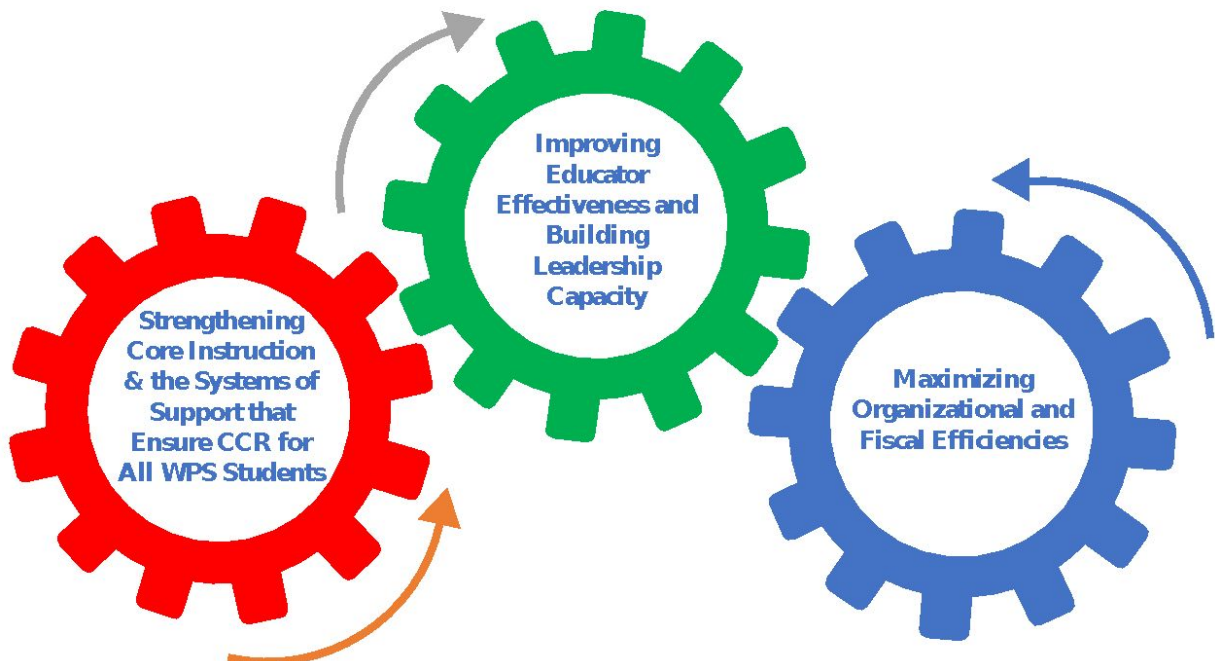 Strengthening
Core Instruction
& the Systems of
Support that
Ensure CCR for
All WPS Students
Improving
Educator
Effectiveness and
Building
Leadership
Capacity
Maximizing
Organizational and
Fiscal Efficiencies